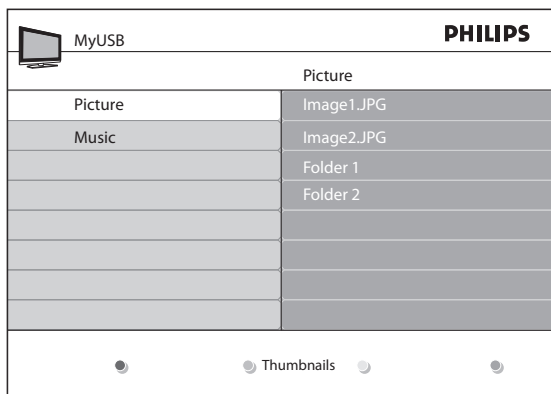 MyUSB
PHILIPS
Picture
Picture
Music
Image1.JPG
Image2.JPG
Folder 1
Folder 2
Thumbnails